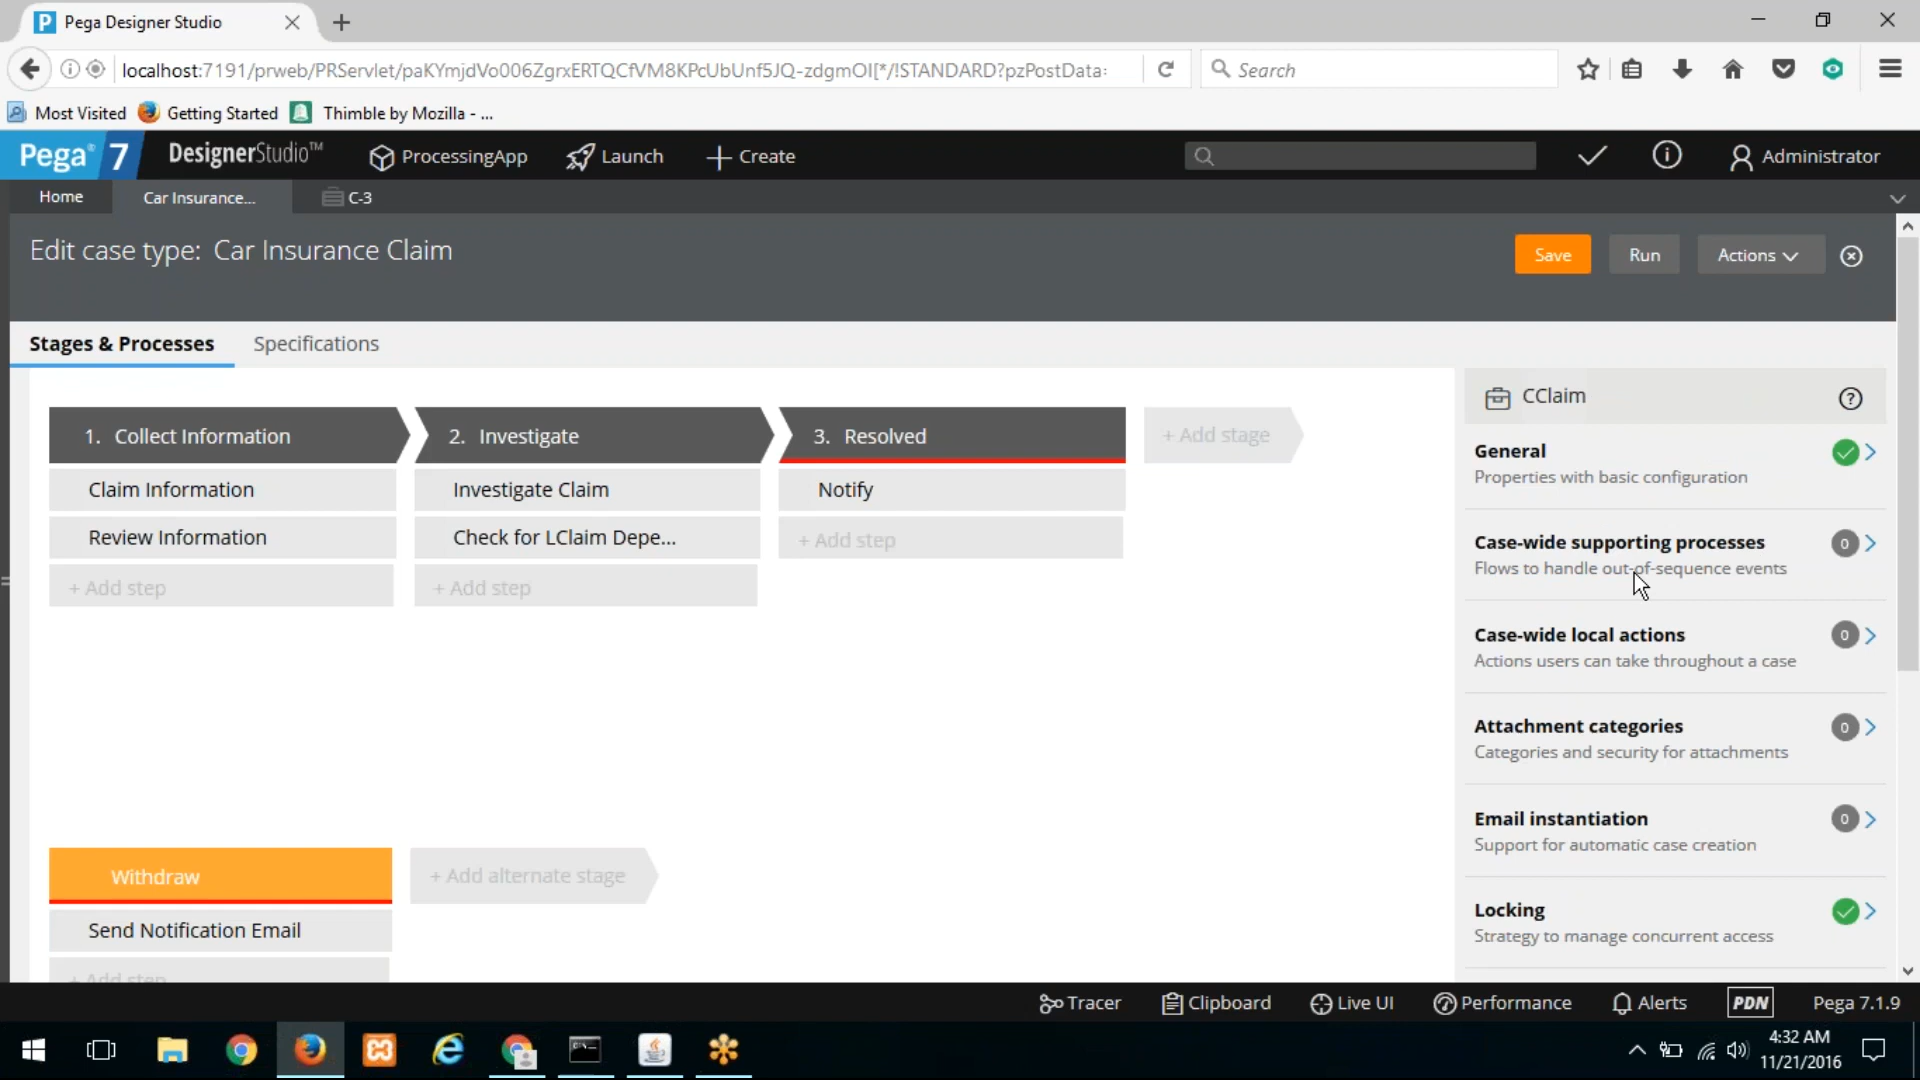 Pega Designer Studio
localhost:7191/prweb/PRServlet/paKYmjdVo006ZgrxERTQCfVM8KPcUbUnf5JQ-zdgmOI[*/!STANDARD?pzPostData:
Search
Most Visited
Getting Started
Thimble by Mozilla - ...
Pega® 7
DesignerStudio™
ProcessingApp
Launch
Create
Administrator
Home
Car Insurance...
C-3
Edit case type: Car Insurance Claim
Save
Run
Actions
Stages & Processes
Specifications
1. Collect Information
2. Investigate
3. Resolved
+ Add stage
Claim Information
Investigate Claim
Notify
Review Information
Check for LClaim Depe...
+ Add step
+ Add step
+ Add step
Withdraw
+ Add alternate stage
Send Notification Email
+ Add step
CClaim
?
General
Properties with basic configuration
Case-wide supporting processes
0
Flows to handle out-of-sequence events
Case-wide local actions
0
Actions users can take throughout a case
Attachment categories
0
Categories and security for attachments
Email instantiation
0
Support for automatic case creation
Locking
Strategy to manage concurrent access
Tracer
Clipboard
Live UI
Performance
Alerts
PDN
Pega 7.1.9
4:32 AM
11/21/2016